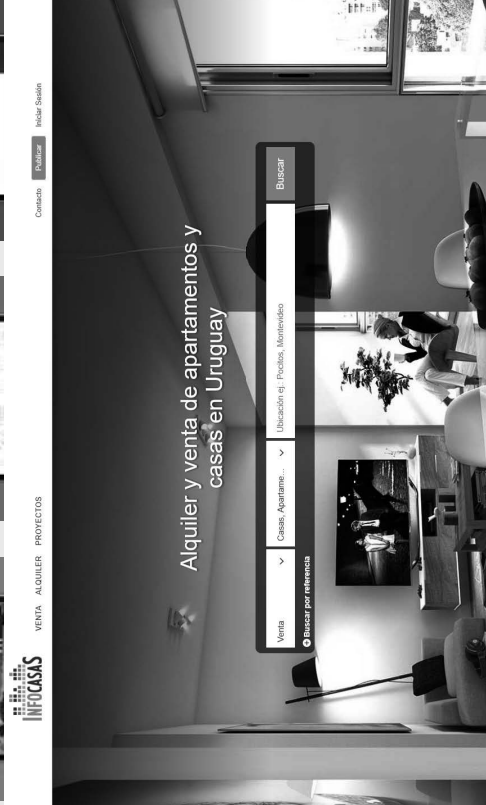 INFOCASAS
VENTA ALQUILER PROYECTOS
Contacto Publicar Iniciar Sesión
Alquiler y venta de apartamentos y
casas en Uruguay
Venta Casas, Apartame... Ubicación ej.: Pocitos, Montevideo Buscar
Buscar por referencia